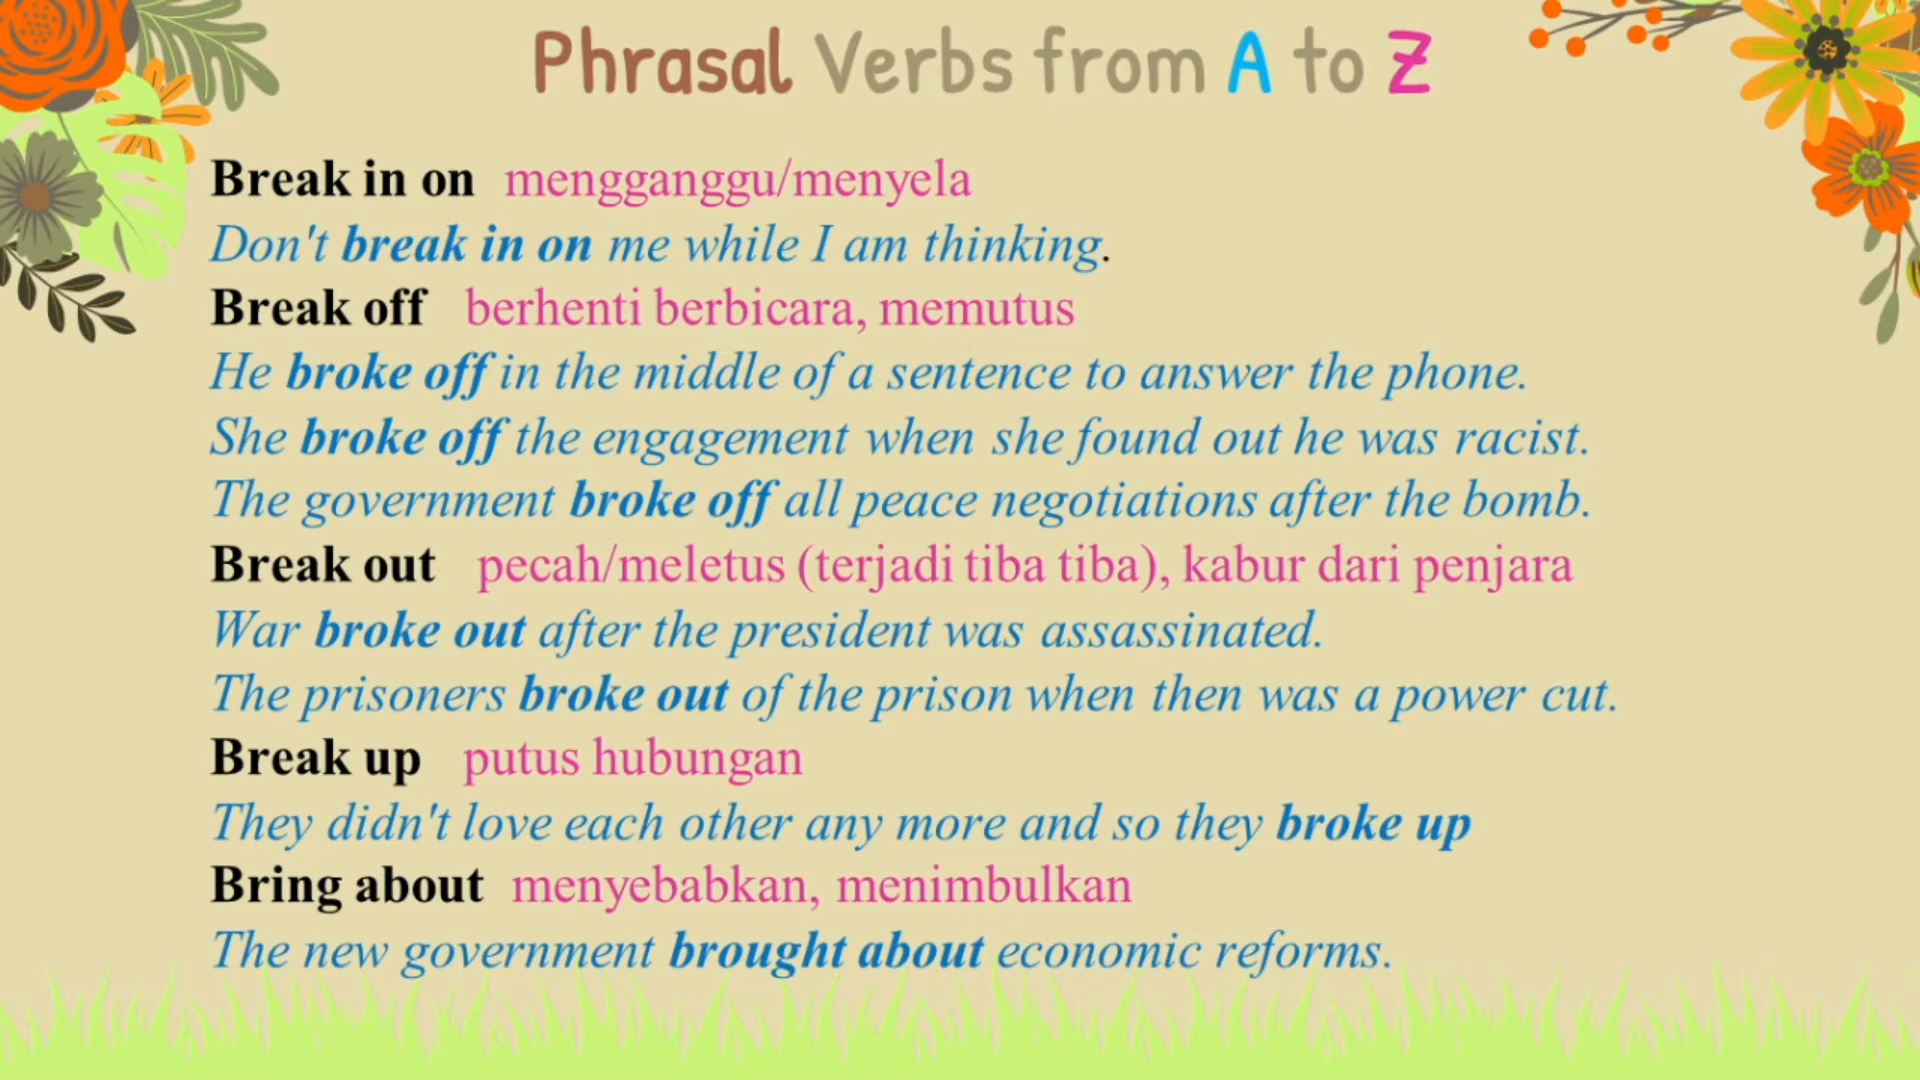 Phrasal Verbs from A to Z
Break in on mengganggu/menyela
Don't break in on me while I am thinking.
Break off berhenti berbicara, memutus
He broke off in the middle of a sentence to answer the phone.
She broke off the engagement when she found out he was racist.
The government broke off all peace negotiations after the bomb.
Break out pecah/meletus (terjadi tiba tiba), kabur dari penjara
War broke out after the president was assassinated.
The prisoners broke out of the prison when then was a power cut.
Break up putus hubungan
They didn't love each other any more and so they broke up
Bring about menyebabkan, menimbulkan
The new government brought about economic reforms.